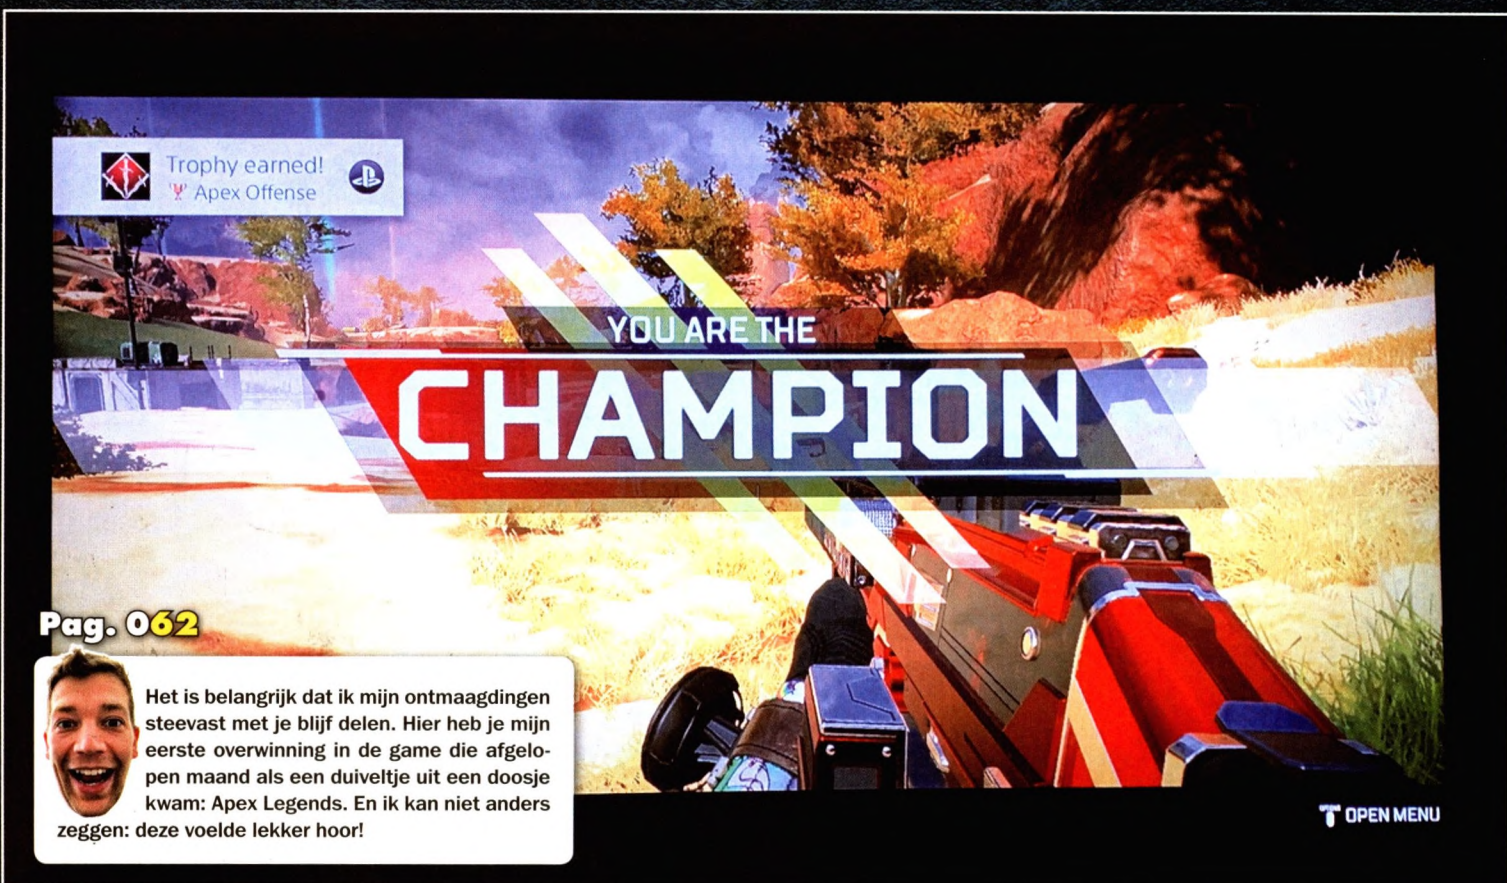 Trophy earned!
Apex Offense
YOU ARE THE
CHAMPION
Pag. 062
Het is belangrijk dat ik mijn ontmaagdingen
steevast met je blijf delen. Hier heb je mijn
eerste overwinning in de game die afgelo-
pen maand als een duiveltje uit een doosje
kwam: Apex Legends. En ik kan niet anders
zeggen: deze voelde lekker hoor!
OPEN MENU